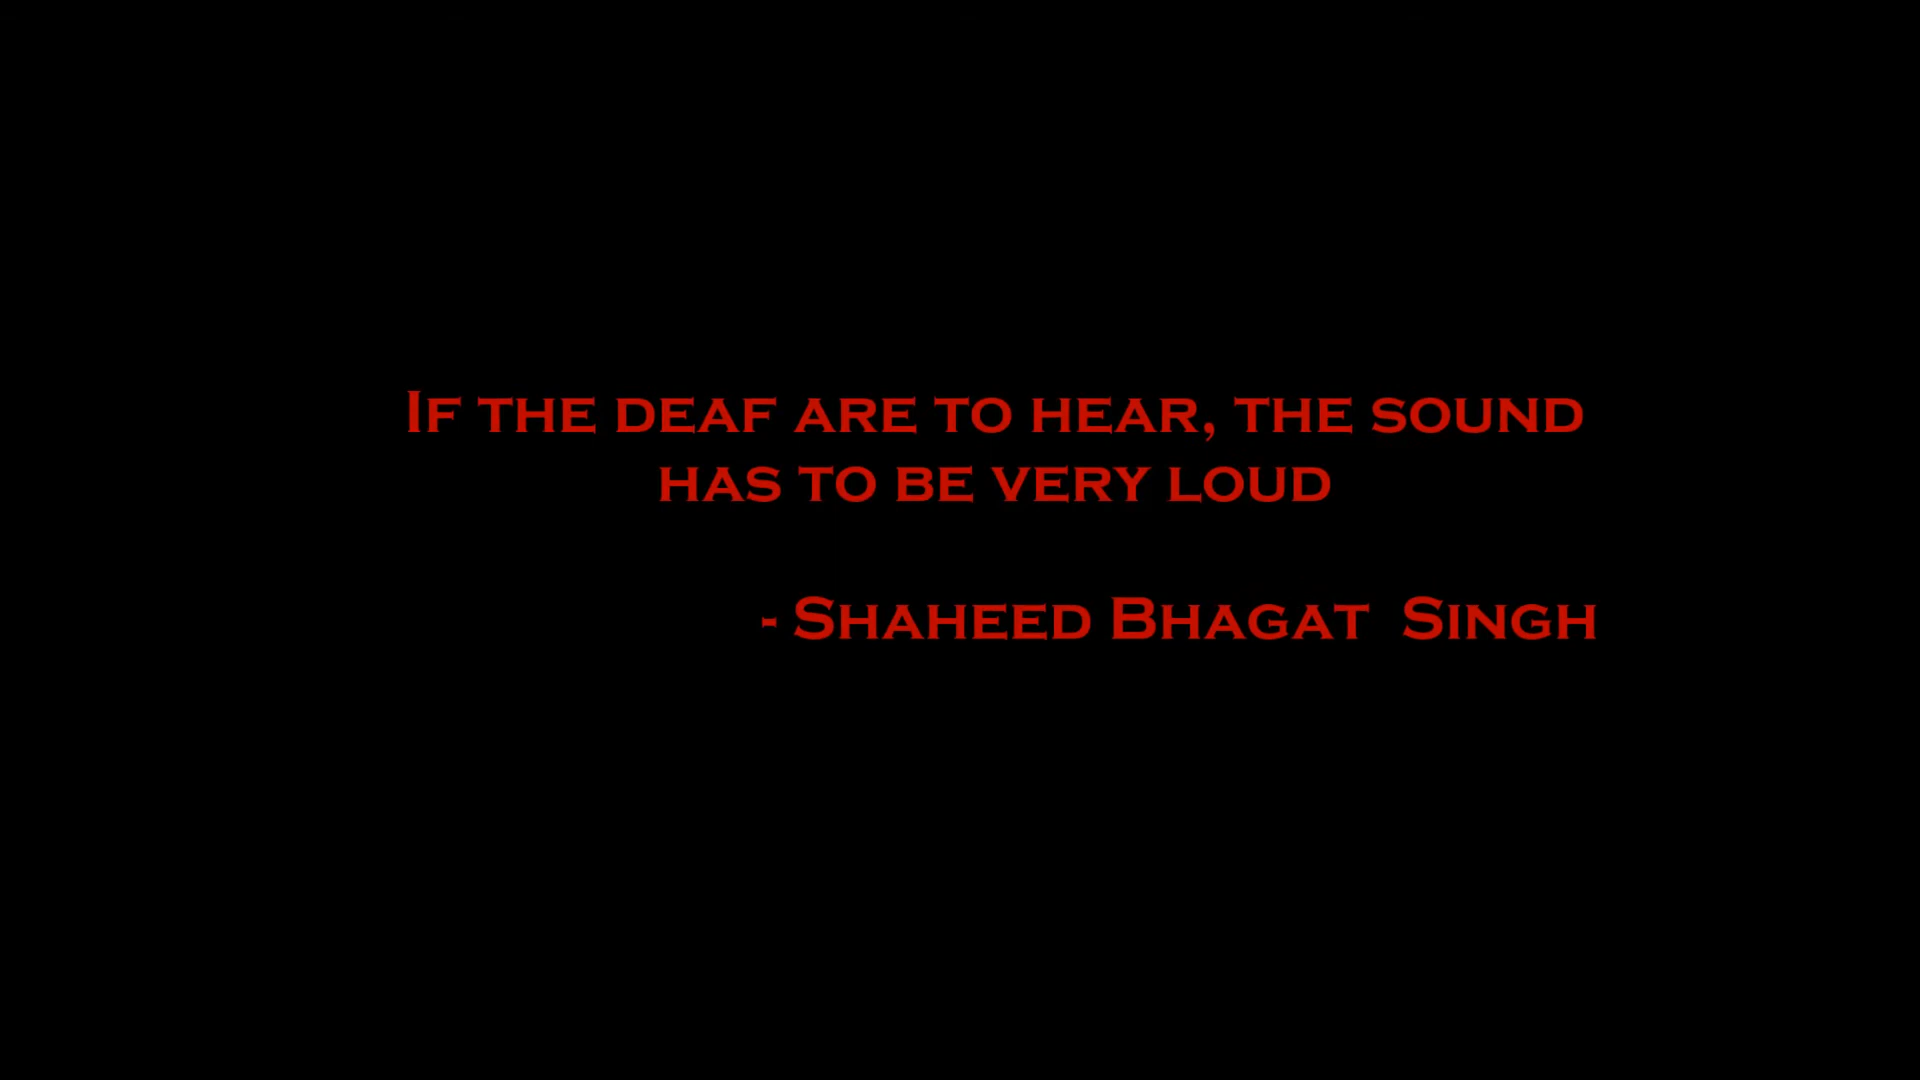 If the deaf are to hear, the sound
has to be very loud
- Shaheed Bhagat  Singh